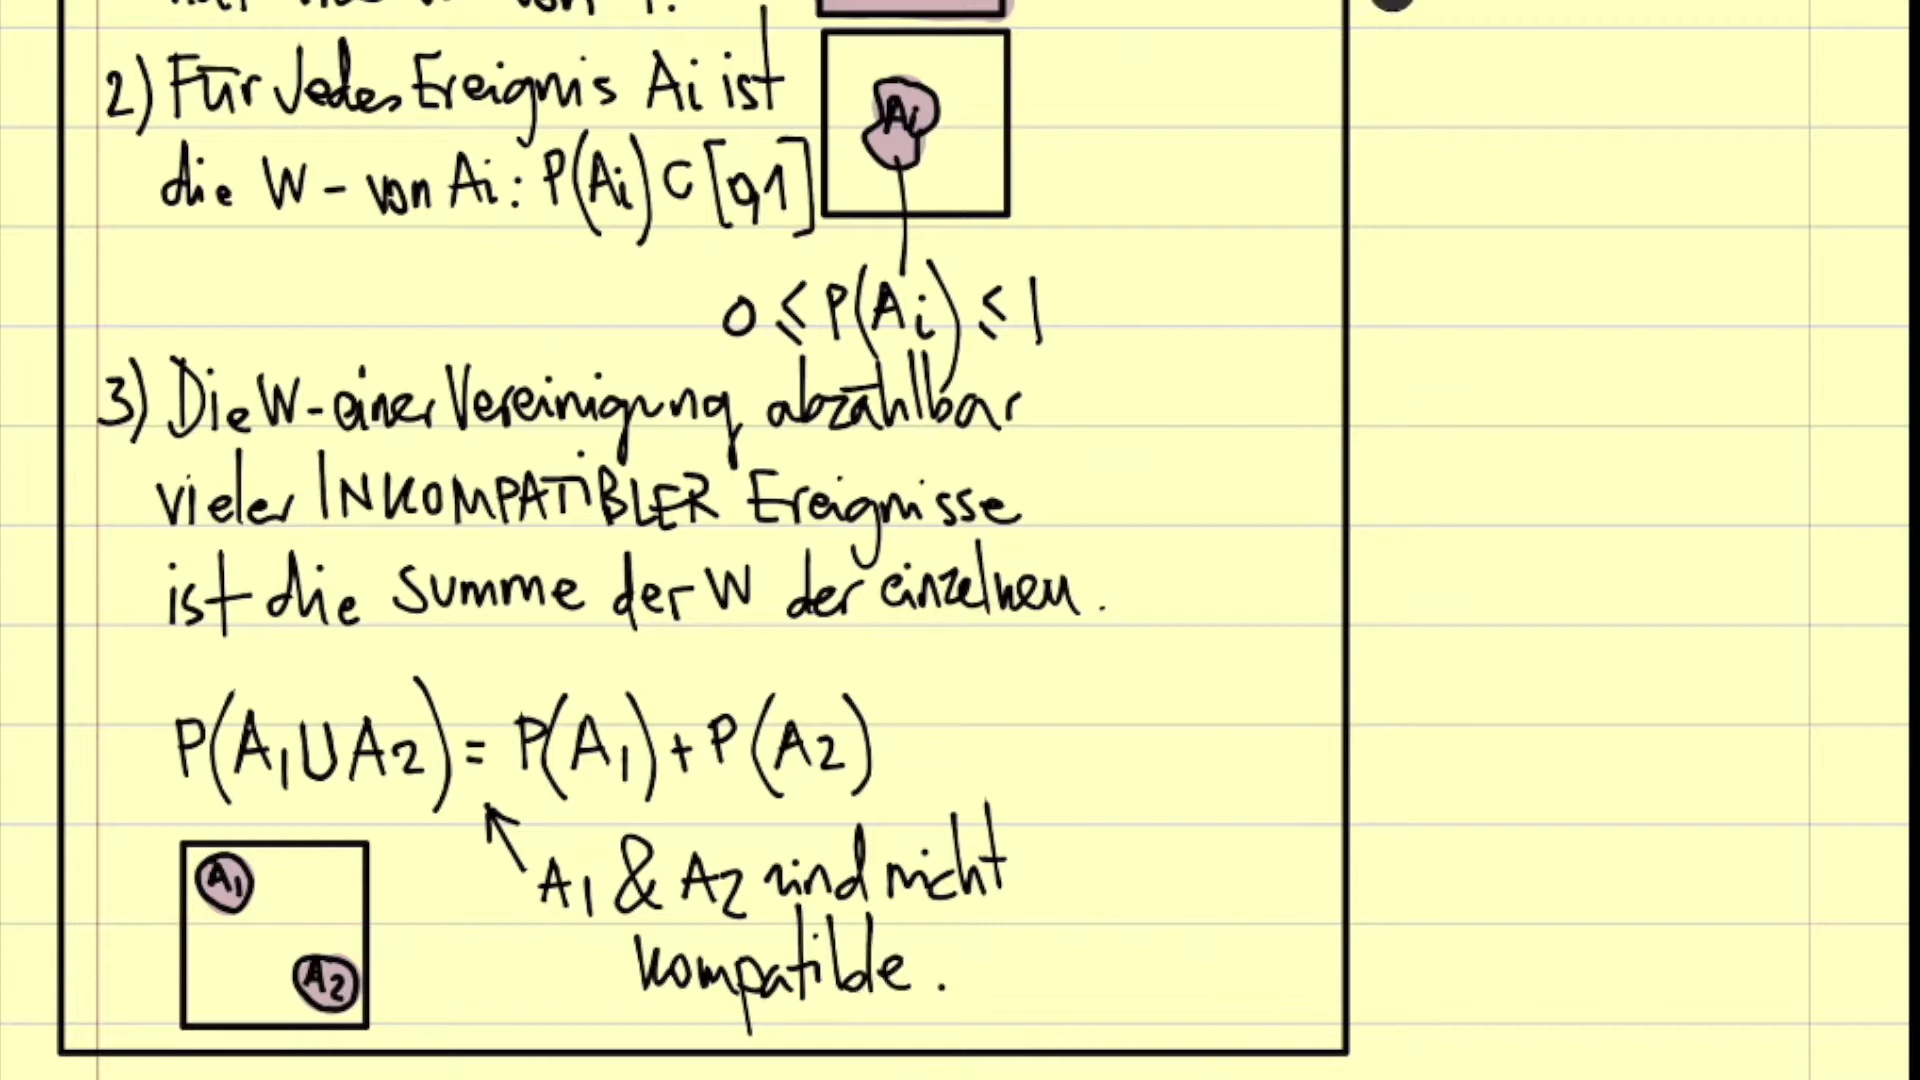 2) Für Jedes Ereignis Ai ist
die W - von Ai : P(Ai) C [0,1]
Ai
0 ≤ P(Ai) ≤ 1
3) Die W - einer Vereinigung abzählbar
vieler INKOMPATiBLER Ereignisse
ist die Summe der W der einzelnen.
P(A1 ∪ A2) = P(A1) + P(A2)
A1
A1 & A2 sind nicht
kompatible.
A2